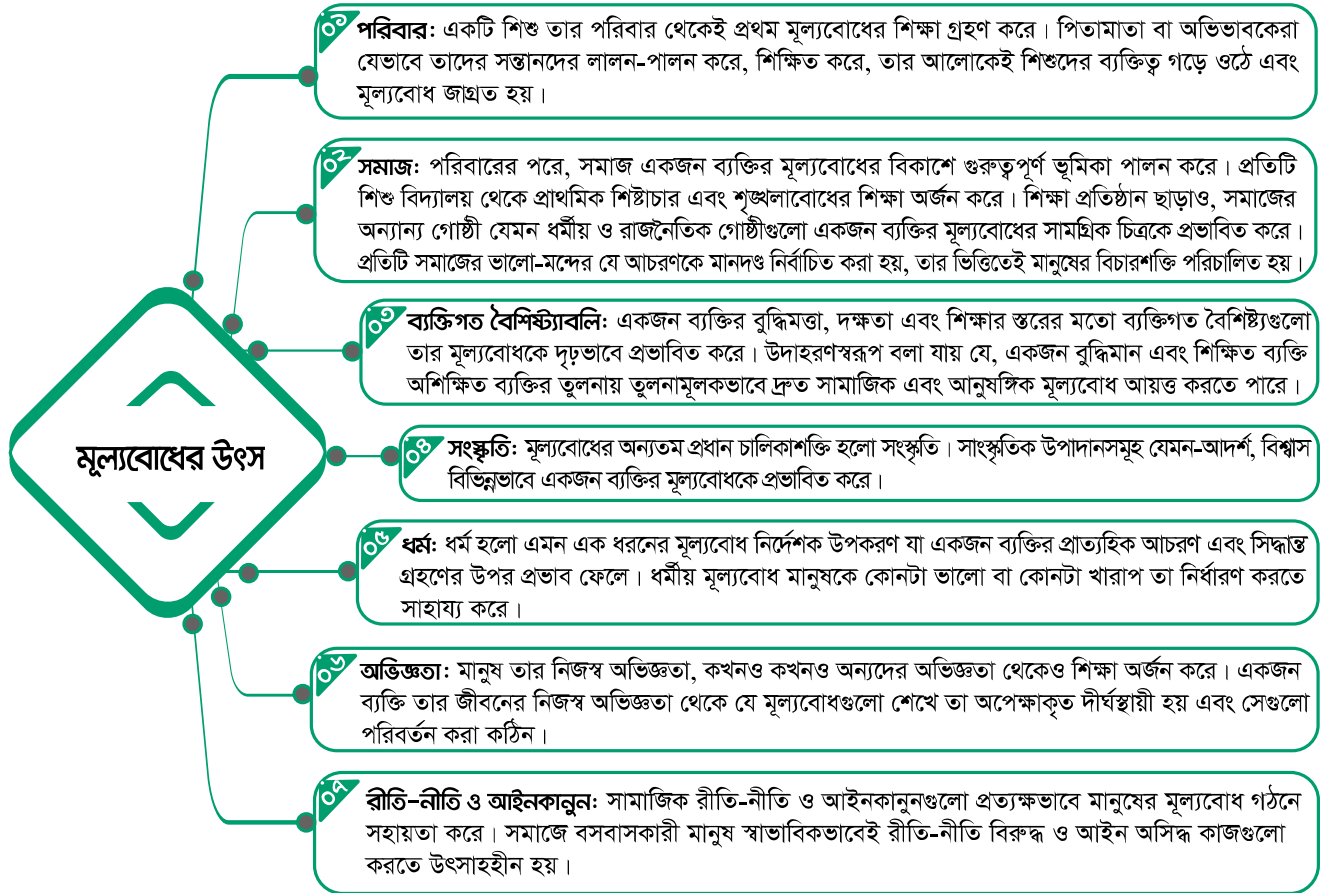 ০১
পরিবার: একটি শিশু তার পরিবার থেকেই প্রথম মূল্যবোধের শিক্ষা গ্রহণ করে। পিতামাতা বা অভিভাবকেরা
যেভাবে তাদের সন্তানদের লালন-পালন করে, শিক্ষিত করে, তার আলোকেই শিশুদের ব্যক্তিত্ব গড়ে ওঠে এবং
মূল্যবোধ জাগ্রত হয়।
০২
সমাজ: পরিবারের পরে, সমাজ একজন ব্যক্তির মূল্যবোধের বিকাশে গুরুত্বপূর্ণ ভূমিকা পালন করে। প্রতিটি
শিশু বিদ্যালয় থেকে প্রাথমিক শিষ্টাচার এবং শৃঙ্খলাবোধের শিক্ষা অর্জন করে। শিক্ষা প্রতিষ্ঠান ছাড়াও, সমাজের
অন্যান্য গোষ্ঠী যেমন ধর্মীয় ও রাজনৈতিক গোষ্ঠীগুলো একজন ব্যক্তির মূল্যবোধের সামগ্রিক চিত্রকে প্রভাবিত করে।
প্রতিটি সমাজের ভালো-মন্দের যে আচরণকে মানদণ্ড নির্বাচিত করা হয়, তার ভিত্তিতেই মানুষের বিচারশক্তি পরিচালিত হয়।
০৩
ব্যক্তিগত বৈশিষ্ট্যাবলি: একজন ব্যক্তির বুদ্ধিমত্তা, দক্ষতা এবং শিক্ষার স্তরের মতো ব্যক্তিগত বৈশিষ্ট্যগুলো
তার মূল্যবোধকে দৃঢ়ভাবে প্রভাবিত করে। উদাহরণস্বরূপ বলা যায় যে, একজন বুদ্ধিমান এবং শিক্ষিত ব্যক্তি
অশিক্ষিত ব্যক্তির তুলনায় তুলনামূলকভাবে দ্রুত সামাজিক এবং আনুষঙ্গিক মূল্যবোধ আয়ত্ত করতে পারে।
মূল্যবোধের উৎস
০৪
সংস্কৃতি: মূল্যবোধের অন্যতম প্রধান চালিকাশক্তি হলো সংস্কৃতি। সাংস্কৃতিক উপাদানসমূহ যেমন-আদর্শ, বিশ্বাস
বিভিন্নভাবে একজন ব্যক্তির মূল্যবোধকে প্রভাবিত করে।
০৫
ধর্ম: ধর্ম হলো এমন এক ধরনের মূল্যবোধ নির্দেশক উপকরণ যা একজন ব্যক্তির প্রাত্যহিক আচরণ এবং সিদ্ধান্ত
গ্রহণের উপর প্রভাব ফেলে। ধর্মীয় মূল্যবোধ মানুষকে কোনটা ভালো বা কোনটা খারাপ তা নির্ধারণ করতে
সাহায্য করে।
০৬
অভিজ্ঞতা: মানুষ তার নিজস্ব অভিজ্ঞতা, কখনও কখনও অন্যদের অভিজ্ঞতা থেকেও শিক্ষা অর্জন করে। একজন
ব্যক্তি তার জীবনের নিজস্ব অভিজ্ঞতা থেকে যে মূল্যবোধগুলো শেখে তা অপেক্ষাকৃত দীর্ঘস্থায়ী হয় এবং সেগুলো
পরিবর্তন করা কঠিন।
০৭
রীতি-নীতি ও আইনকানুন: সামাজিক রীতি-নীতি ও আইনকানুনগুলো প্রত্যক্ষভাবে মানুষের মূল্যবোধ গঠনে
সহায়তা করে। সমাজে বসবাসকারী মানুষ স্বাভাবিকভাবেই রীতি-নীতি বিরুদ্ধ ও আইন অসিদ্ধ কাজগুলো
করতে উৎসাহহীন হয়।